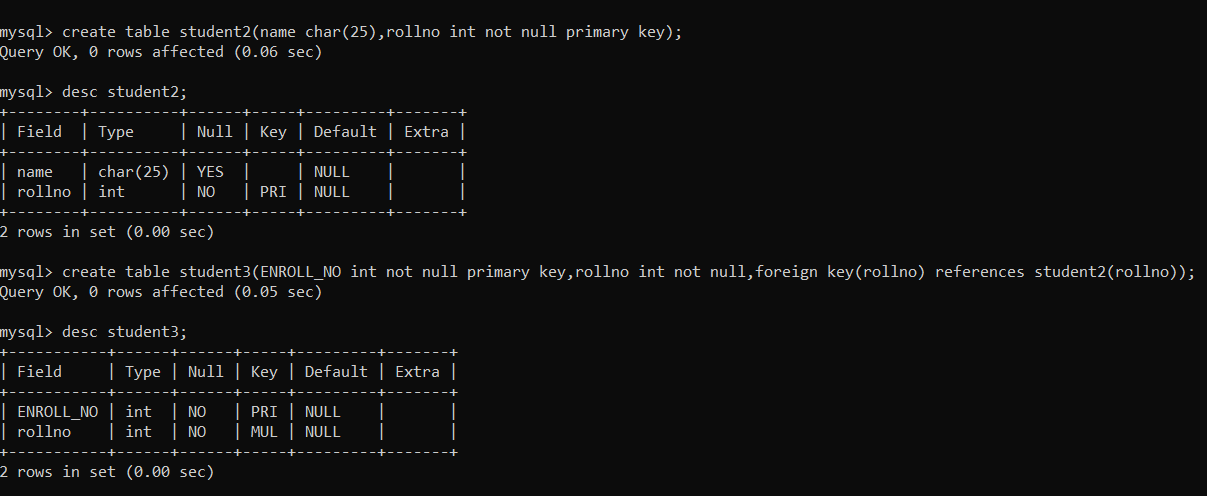 mysql> create table student2(name char(25),rollno int not null primary key);
Query OK, 0 rows affected (0.06 sec)
mysql> desc student2;
+--------+----------+------+-----+---------+-------+
| Field  | Type     | Null | Key | Default | Extra |
+--------+----------+------+-----+---------+-------+
| name   | char(25) | YES  |     | NULL    |       |
| rollno | int      | NO   | PRI | NULL    |       |
+--------+----------+------+-----+---------+-------+
2 rows in set (0.00 sec)
mysql> create table student3(ENROLL_NO int not null primary key,rollno int not null,foreign key(rollno) references student2(rollno));
Query OK, 0 rows affected (0.05 sec)
mysql> desc student3;
+-----------+------+------+-----+---------+-------+
| Field     | Type | Null | Key | Default | Extra |
+-----------+------+------+-----+---------+-------+
| ENROLL_NO | int  | NO   | PRI | NULL    |       |
| rollno    | int  | NO   | MUL | NULL    |       |
+-----------+------+------+-----+---------+-------+
2 rows in set (0.00 sec)